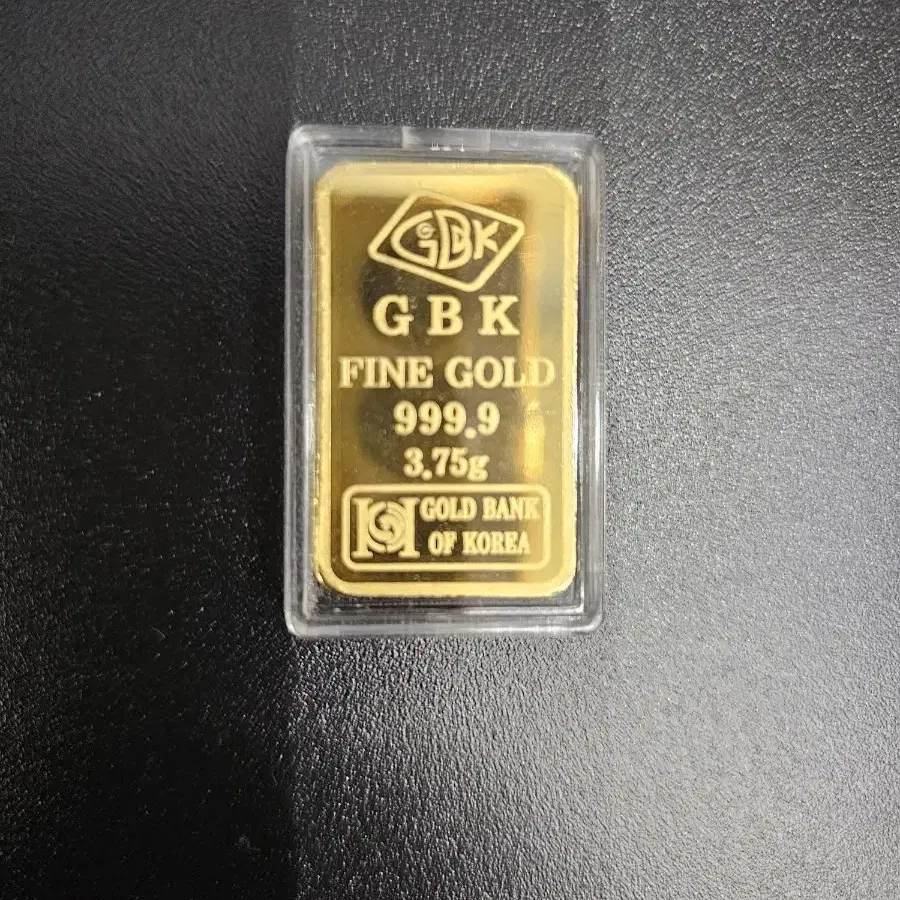 GBK
GBK
FINE GOLD
999.9
3.75g
GOLD BANK
OF KOREA